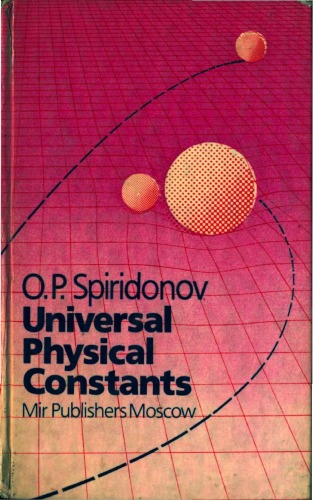 O.P. Spiridonov
Universal
Physical
Constants
Mir Publishers Moscow